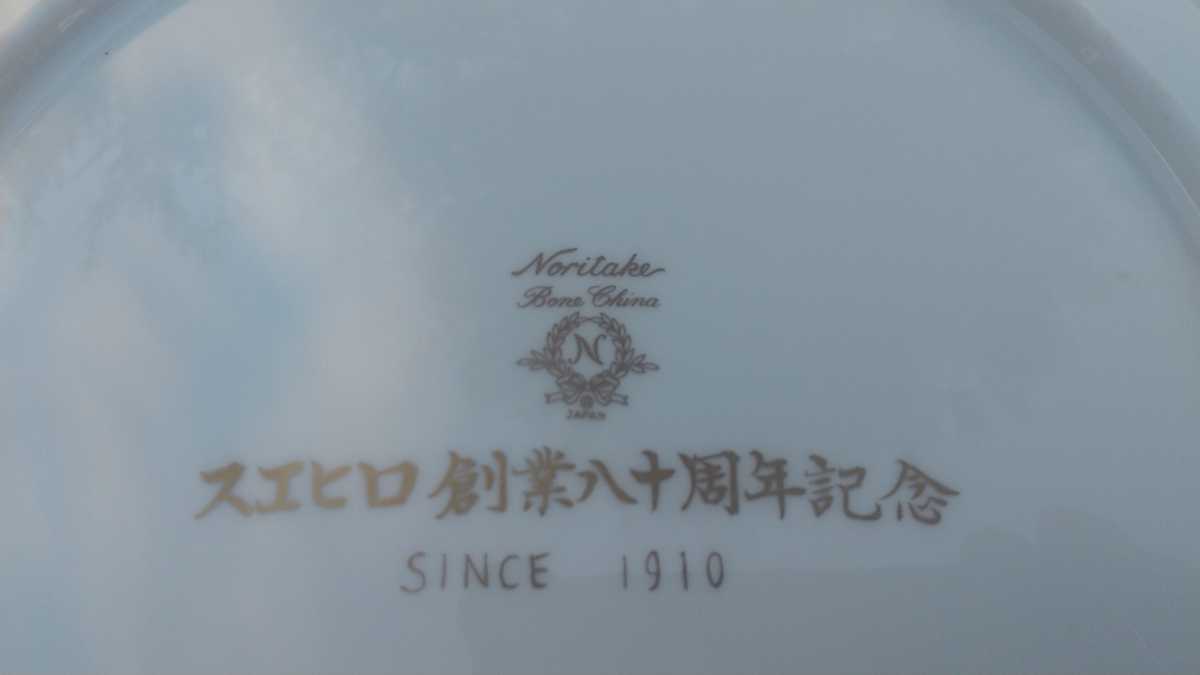 Noritake
Bone China
N
JAPAN
スエヒロ創業八十周年記念
SINCE 1910